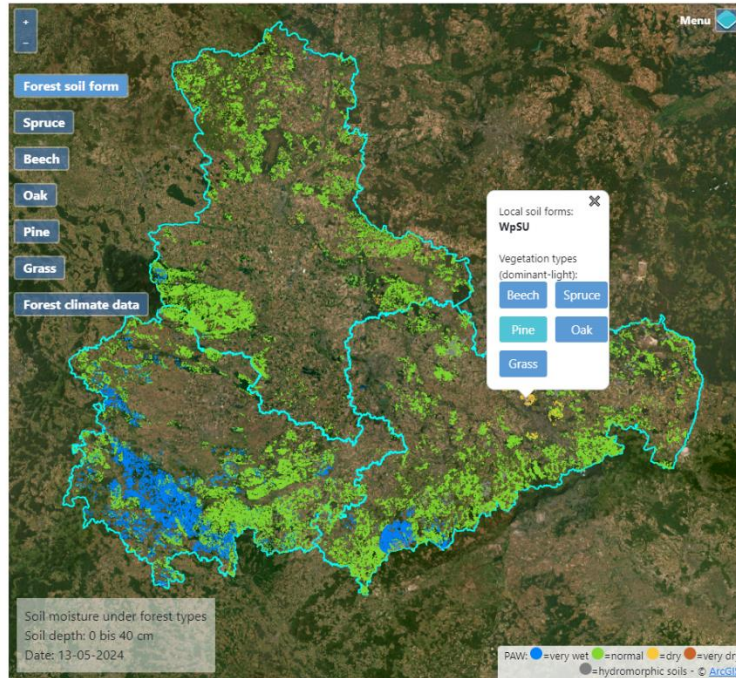 +
Menu
−
Forest soil form
Spruce
Beech
Oak
Pine
Grass
Forest climate data
Local soil forms:
WpSU
Vegetation types
(dominant-light):
Beech Spruce
Pine Oak
Grass
Soil moisture under forest types
Soil depth: 0 bis 40 cm
Date: 13-05-2024
PAW: =very wet =normal =dry =very dr
=hydromorphic soils - © ArcGIS